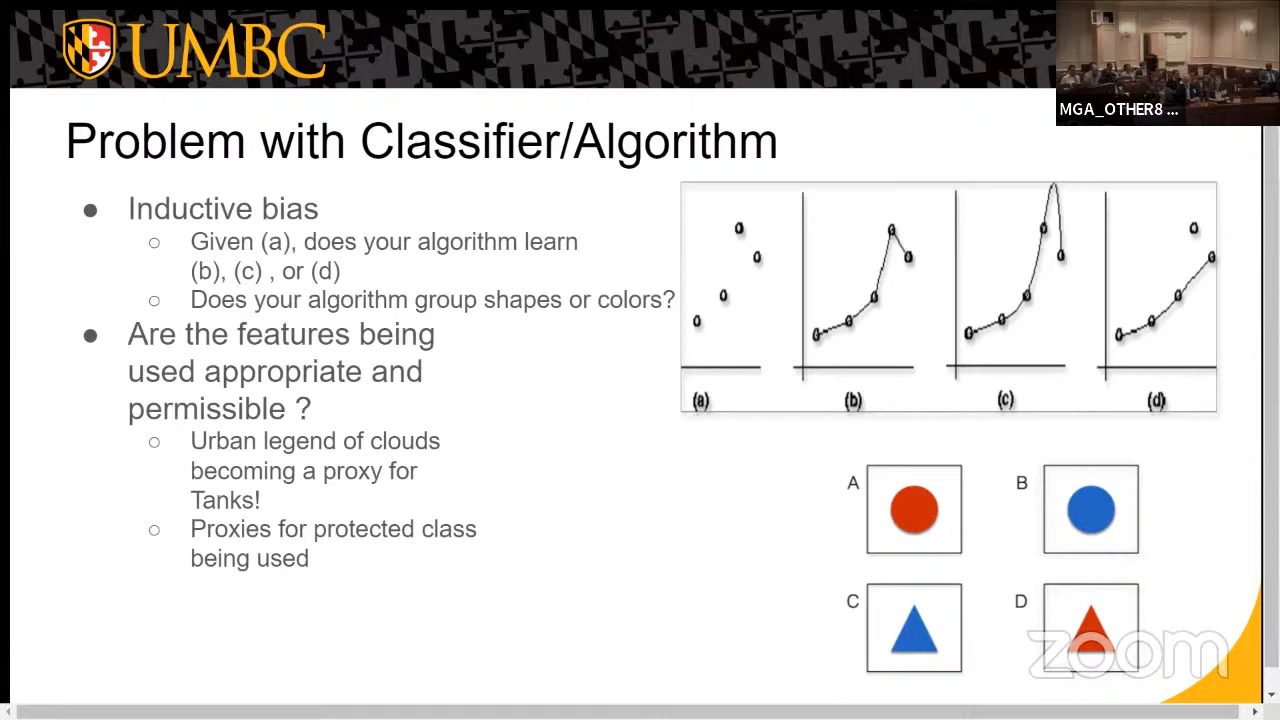 UMBC
MGA_OTHER8 ...
Problem with Classifier/Algorithm
● Inductive bias
○ Given (a), does your algorithm learn
(b), (c) , or (d)
○ Does your algorithm group shapes or colors?
● Are the features being
used appropriate and
permissible ?
○ Urban legend of clouds
becoming a proxy for
Tanks!
○ Proxies for protected class
being used
(a) (b) (c) (d)
A B
C D
zoom